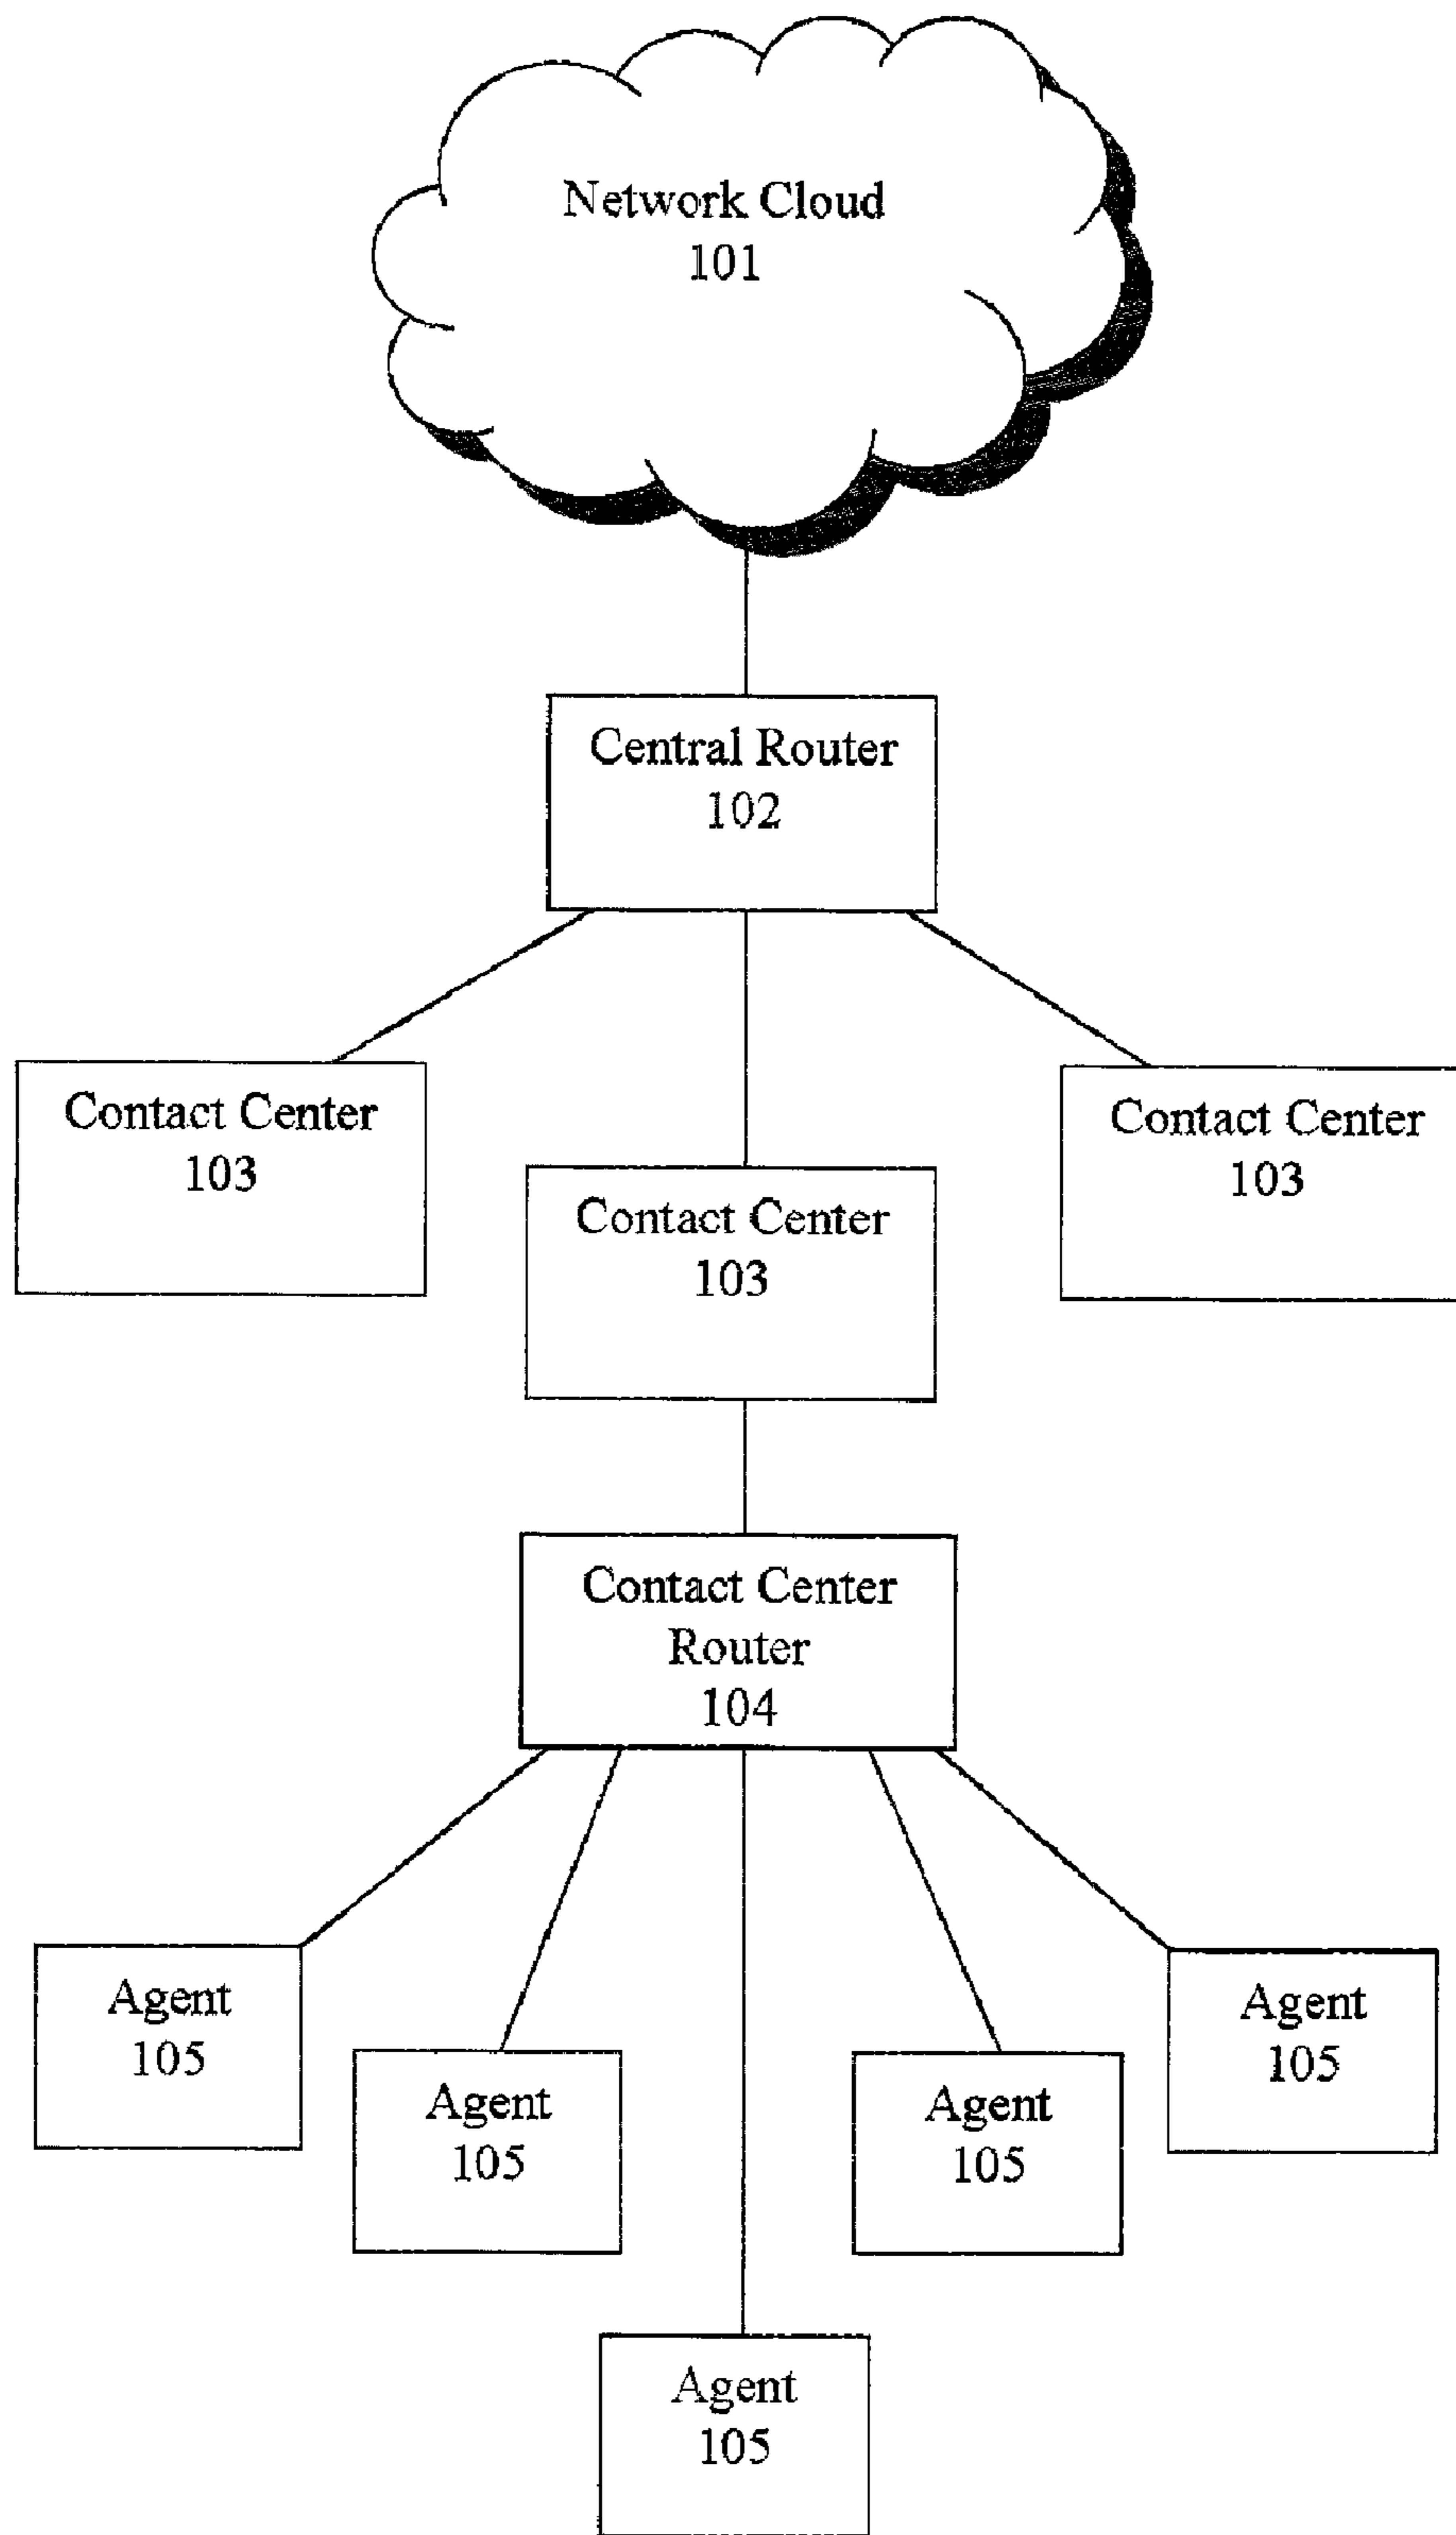 Network Cloud
101
Central Router
102
Contact Center
103
Contact Center
103
Contact Center
103
Contact Center
Router
104
Agent
105
Agent
105
Agent
105
Agent
105
Agent
105